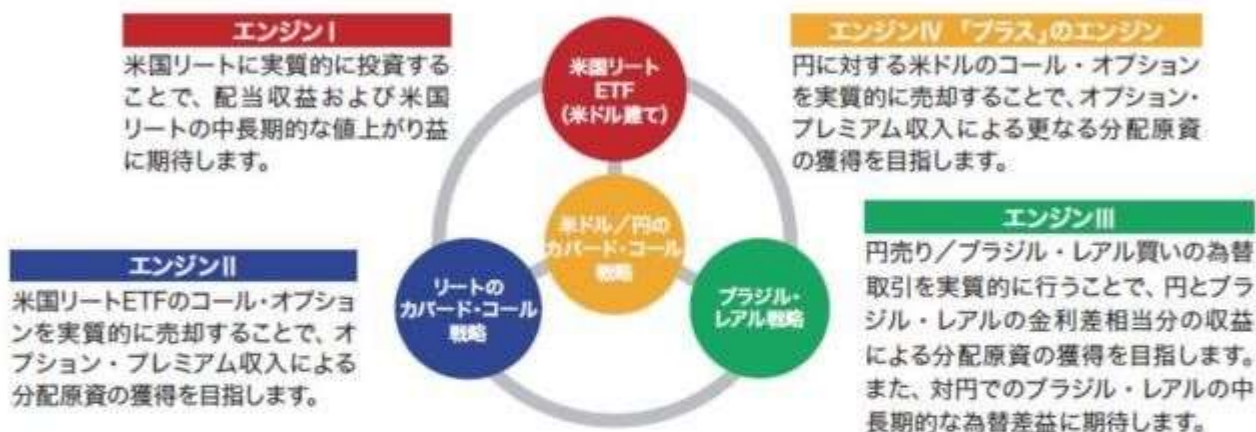 エンジンI
米国リートに実質的に投資する
ことで、配当収益および米国
リートの中長期的な値上がり益
に期待します。
米国リート
ETF
(米ドル建て)
エンジンIV 「プラス」のエンジン
円に対する米ドルのコール・オプション
を実質的に売却することで、オプション・
プレミアム収入による更なる分配原資
の獲得を目指します。
米ドル／円の
カバード・コール
戦略
エンジンII
米国リートETFのコール・オプショ
ンを実質的に売却することで、オ
プション・プレミアム収入による
分配原資の獲得を目指します。
リートの
カバード・コール
戦略
ブラジル・
レアル戦略
エンジンIII
円売り／ブラジル・レアル買いの為替
取引を実質的に行うことで、円とブラ
ジル・レアルの金利差相当分の収益
による分配原資の獲得を目指します。
また、対円でのブラジル・レアルの中
長期的な為替差益に期待します。